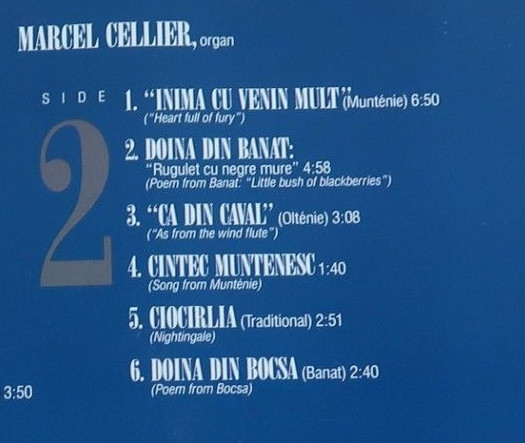 MARCEL CELLIER, organ
SIDE
2
1. “INIMA CU VENIN MULT” (Munténie) 6:50
(“Heart full of fury”)
2. DOINA DIN BANAT:
“Rugulet cu negre mure” 4:58
(Poem from Banat: “Little bush of blackberries”)
3. “CA DIN CAVAL” (Olténie) 3:08
(“As from the wind flute”)
4. CINTEC MUNTENESC 1:40
(Song from Munténie)
5. CIOCIRLIA (Traditional) 2:51
(Nightingale)
6. DOINA DIN BOCSA (Banat) 2:40
(Poem from Bocsa)
3:50